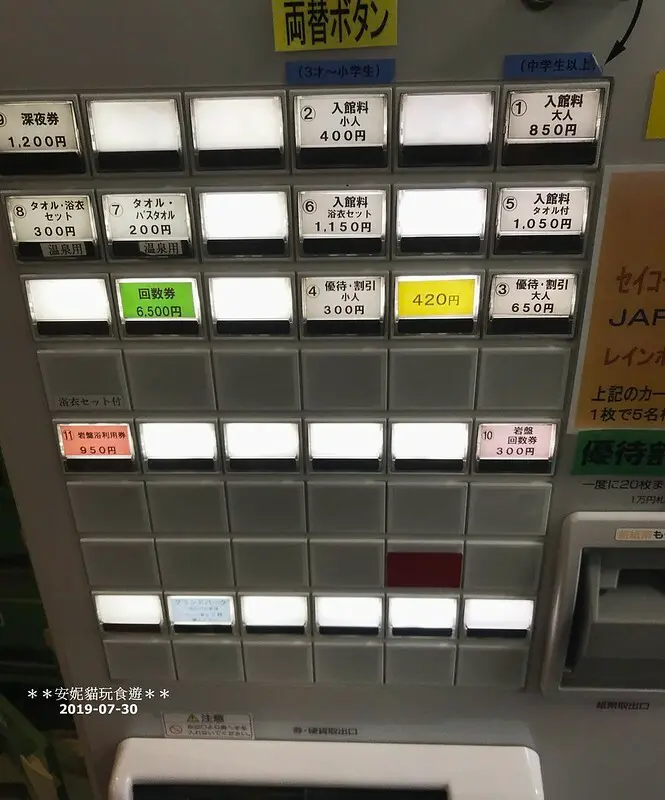 両替ボタン
(3才～小学生)
(中学生以上)
⑨ 深夜券
1,200円
② 入館料
小人
400円
① 入館料
大人
850円
⑧ タオル・浴衣
セット
300円
温泉用
⑦ タオル・
バスタオル
200円
温泉用
⑥ 入館料
浴衣セット
1,150円
⑤ 入館料
タオル付
1,050円
回数券
6,500円
④ 優待・割引
小人
300円
420円
③ 優待・割引
大人
650円
セイコ
JAF
レインボ
上記のカー
1枚で5名様
浴衣セット付
11 岩盤浴利用券
950円
10 岩盤
回数券
300円
優待割
一度に20枚ま
1万円札
**安妮貓玩食遊**
2019-07-30
注意
紙幣取出口